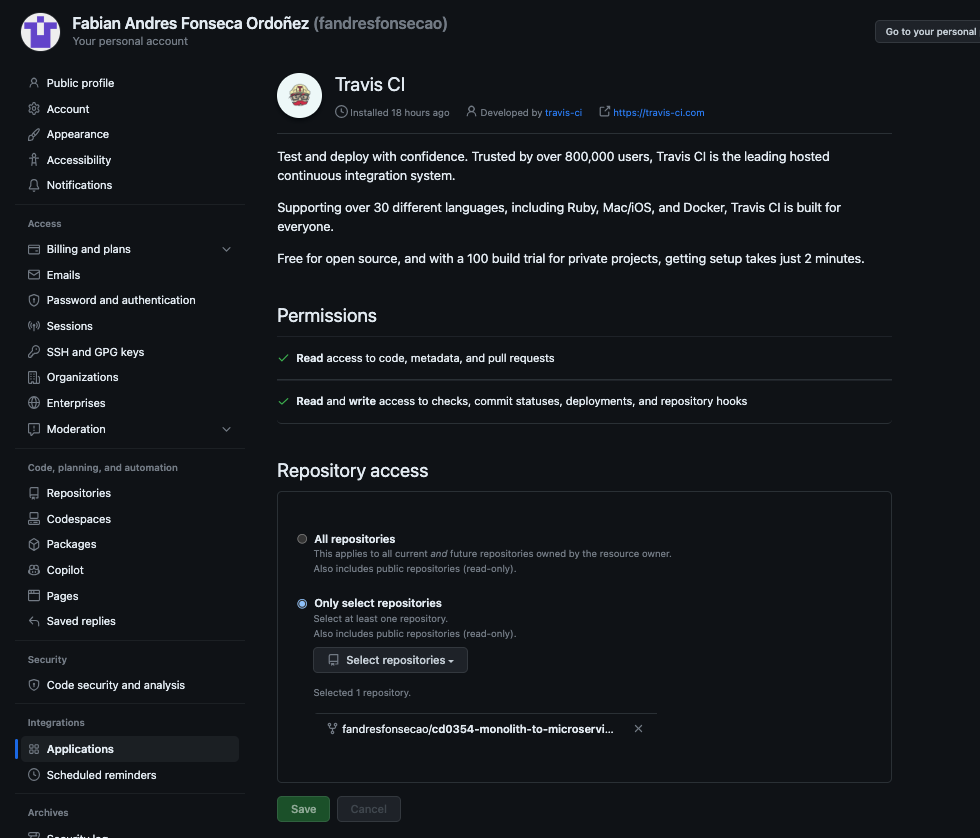 Fabian Andres Fonseca Ordoñez (fandresfonsecao)
Your personal account
Go to your personal
Public profile
Account
Appearance
Accessibility
Notifications
Access
Billing and plans
Emails
Password and authentication
Sessions
SSH and GPG keys
Organizations
Enterprises
Moderation
Code, planning, and automation
Repositories
Codespaces
Packages
Copilot
Pages
Saved replies
Security
Code security and analysis
Integrations
Applications
Scheduled reminders
Archives
Security log
Travis CI
Installed 18 hours ago Developed by travis-ci https://travis-ci.com
Test and deploy with confidence. Trusted by over 800,000 users, Travis CI is the leading hosted
continuous integration system.
Supporting over 30 different languages, including Ruby, Mac/iOS, and Docker, Travis CI is built for
everyone.
Free for open source, and with a 100 build trial for private projects, getting setup takes just 2 minutes.
Permissions
Read access to code, metadata, and pull requests
Read and write access to checks, commit statuses, deployments, and repository hooks
Repository access
All repositories
This applies to all current and future repositories owned by the resource owner.
Also includes public repositories (read-only).
Only select repositories
Select at least one repository.
Also includes public repositories (read-only).
Select repositories
Selected 1 repository.
fandresfonsecao/cd0354-monolith-to-microservi...
Save Cancel